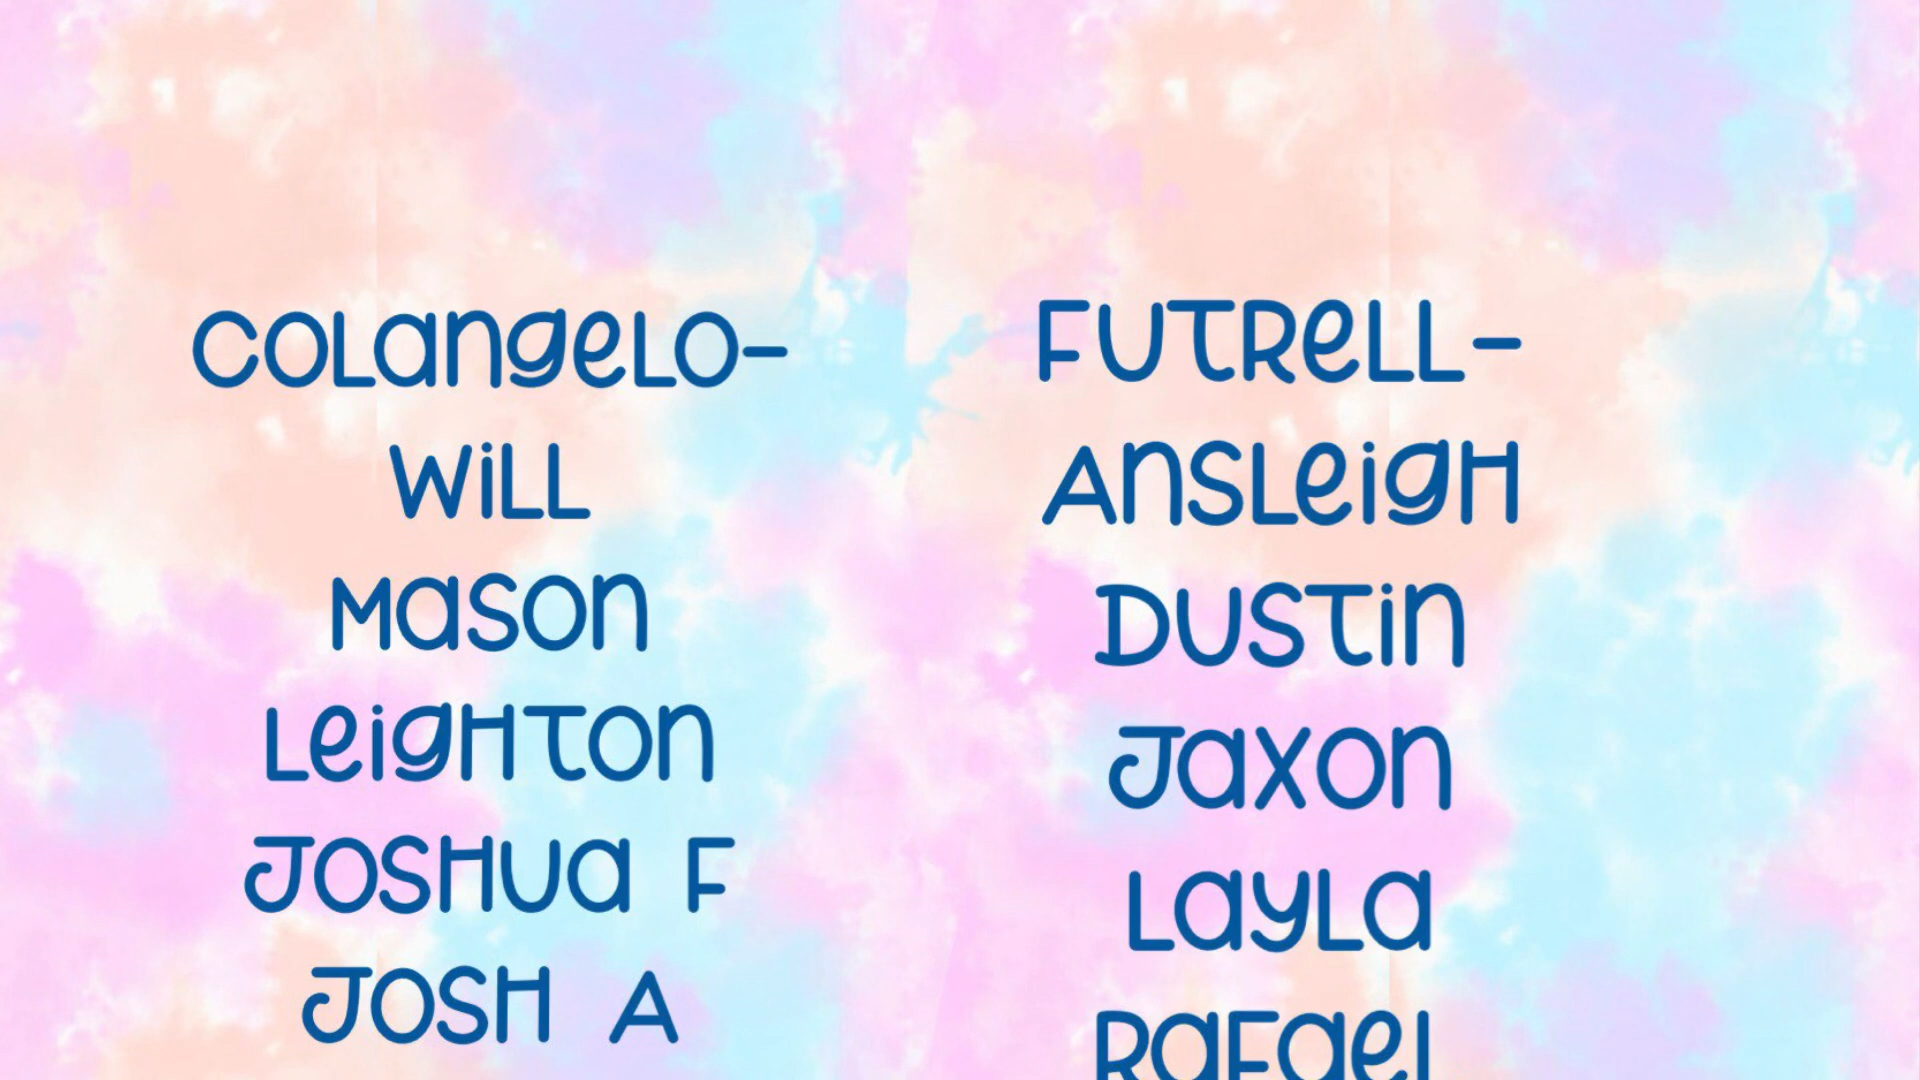 Colangelo-
Will
Mason
Leighton
Joshua F
Josh A
Futrell-
Ansleigh
Dustin
Jaxon
Layla
Rafael